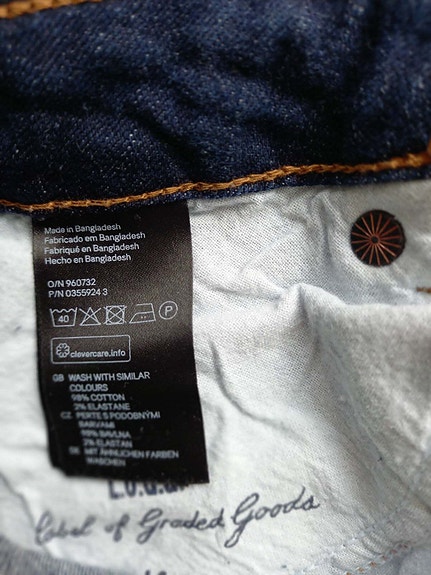 Made in Bangladesh
Fabricado em Bangladesh
Fabriqué en Bangladesh
Hecho en Bangladesh
O/N 960732
P/N 0355924 3
40 P
clevercare.info
GB WASH WITH SIMILAR
COLOURS
98% COTTON
2% ELASTANE
CZ PERTE S PODOBNÝMI
BARVAMI
98% BAVLNA
2% ELASTAN
DE MIT ÄHNLICHEN FARBEN
WASCHEN
L.O.G.G.
Label of Graded Goods